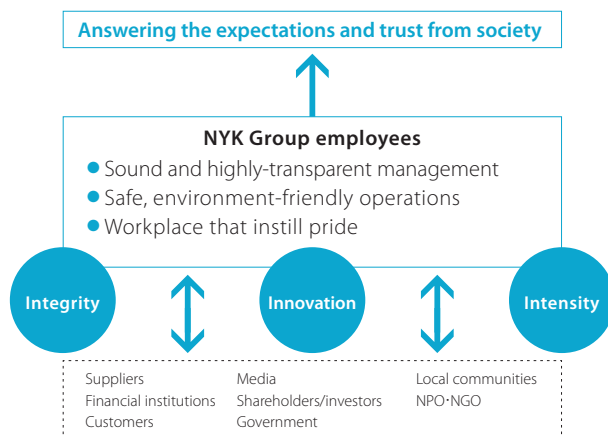 Answering the expectations and trust from society
NYK Group employees
● Sound and highly-transparent management
● Safe, environment-friendly operations
● Workplace that instill pride
Integrity
Innovation
Intensity
Suppliers
Financial institutions
Customers
Media
Shareholders/investors
Government
Local communities
NPO･NGO